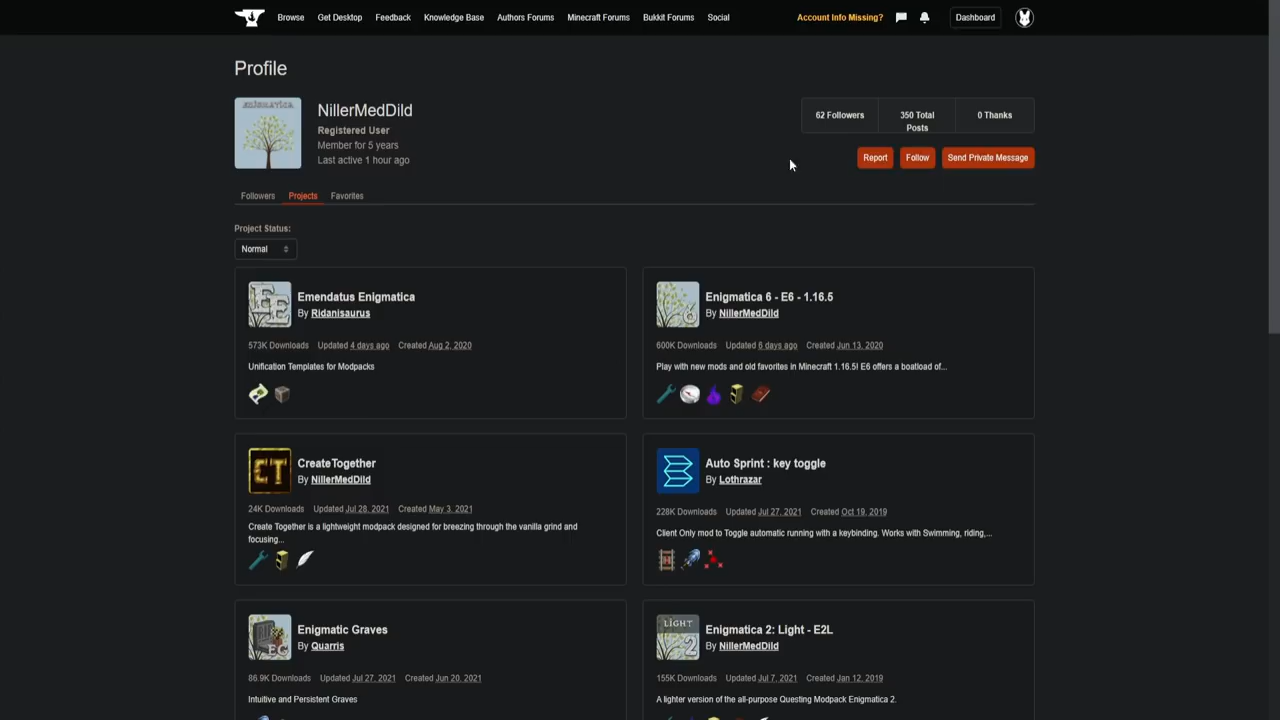 Browse Get Desktop Feedback Knowledge Base Authors Forums Minecraft Forums Bukkit Forums Social Account Info Missing? Dashboard
Profile
ENIGMATICA
NillerMedDild
Registered User
Member for 5 years
Last active 1 hour ago
62 Followers
350 Total
Posts
0 Thanks
Report Follow Send Private Message
Followers Projects Favorites
Project Status:
Normal
EE
Emendatus Enigmatica
By Ridanisaurus
573K Downloads Updated 4 days ago Created Aug 2, 2020
Unification Templates for Modpacks
6
Enigmatica 6 - E6 - 1.16.5
By NillerMedDild
600K Downloads Updated 6 days ago Created Jun 13, 2020
Play with new mods and old favorites in Minecraft 1.16.5! E6 offers a boatload of...
CT
CreateTogether
By NillerMedDild
24K Downloads Updated Jul 28, 2021 Created May 3, 2021
Create Together is a lightweight modpack designed for breezing through the vanilla grind and
focusing...
Auto Sprint : key toggle
By Lothrazar
228K Downloads Updated Jul 27, 2021 Created Oct 19, 2019
Client Only mod to Toggle automatic running with a keybinding. Works with Swimming, riding,...
EG
Enigmatic Graves
By Quarris
86.9K Downloads Updated Jul 27, 2021 Created Jun 20, 2021
Intuitive and Persistent Graves
LIGHT
2
Enigmatica 2: Light - E2L
By NillerMedDild
155K Downloads Updated Jul 7, 2021 Created Jan 12, 2019
A lighter version of the all-purpose Questing Modpack Enigmatica 2.